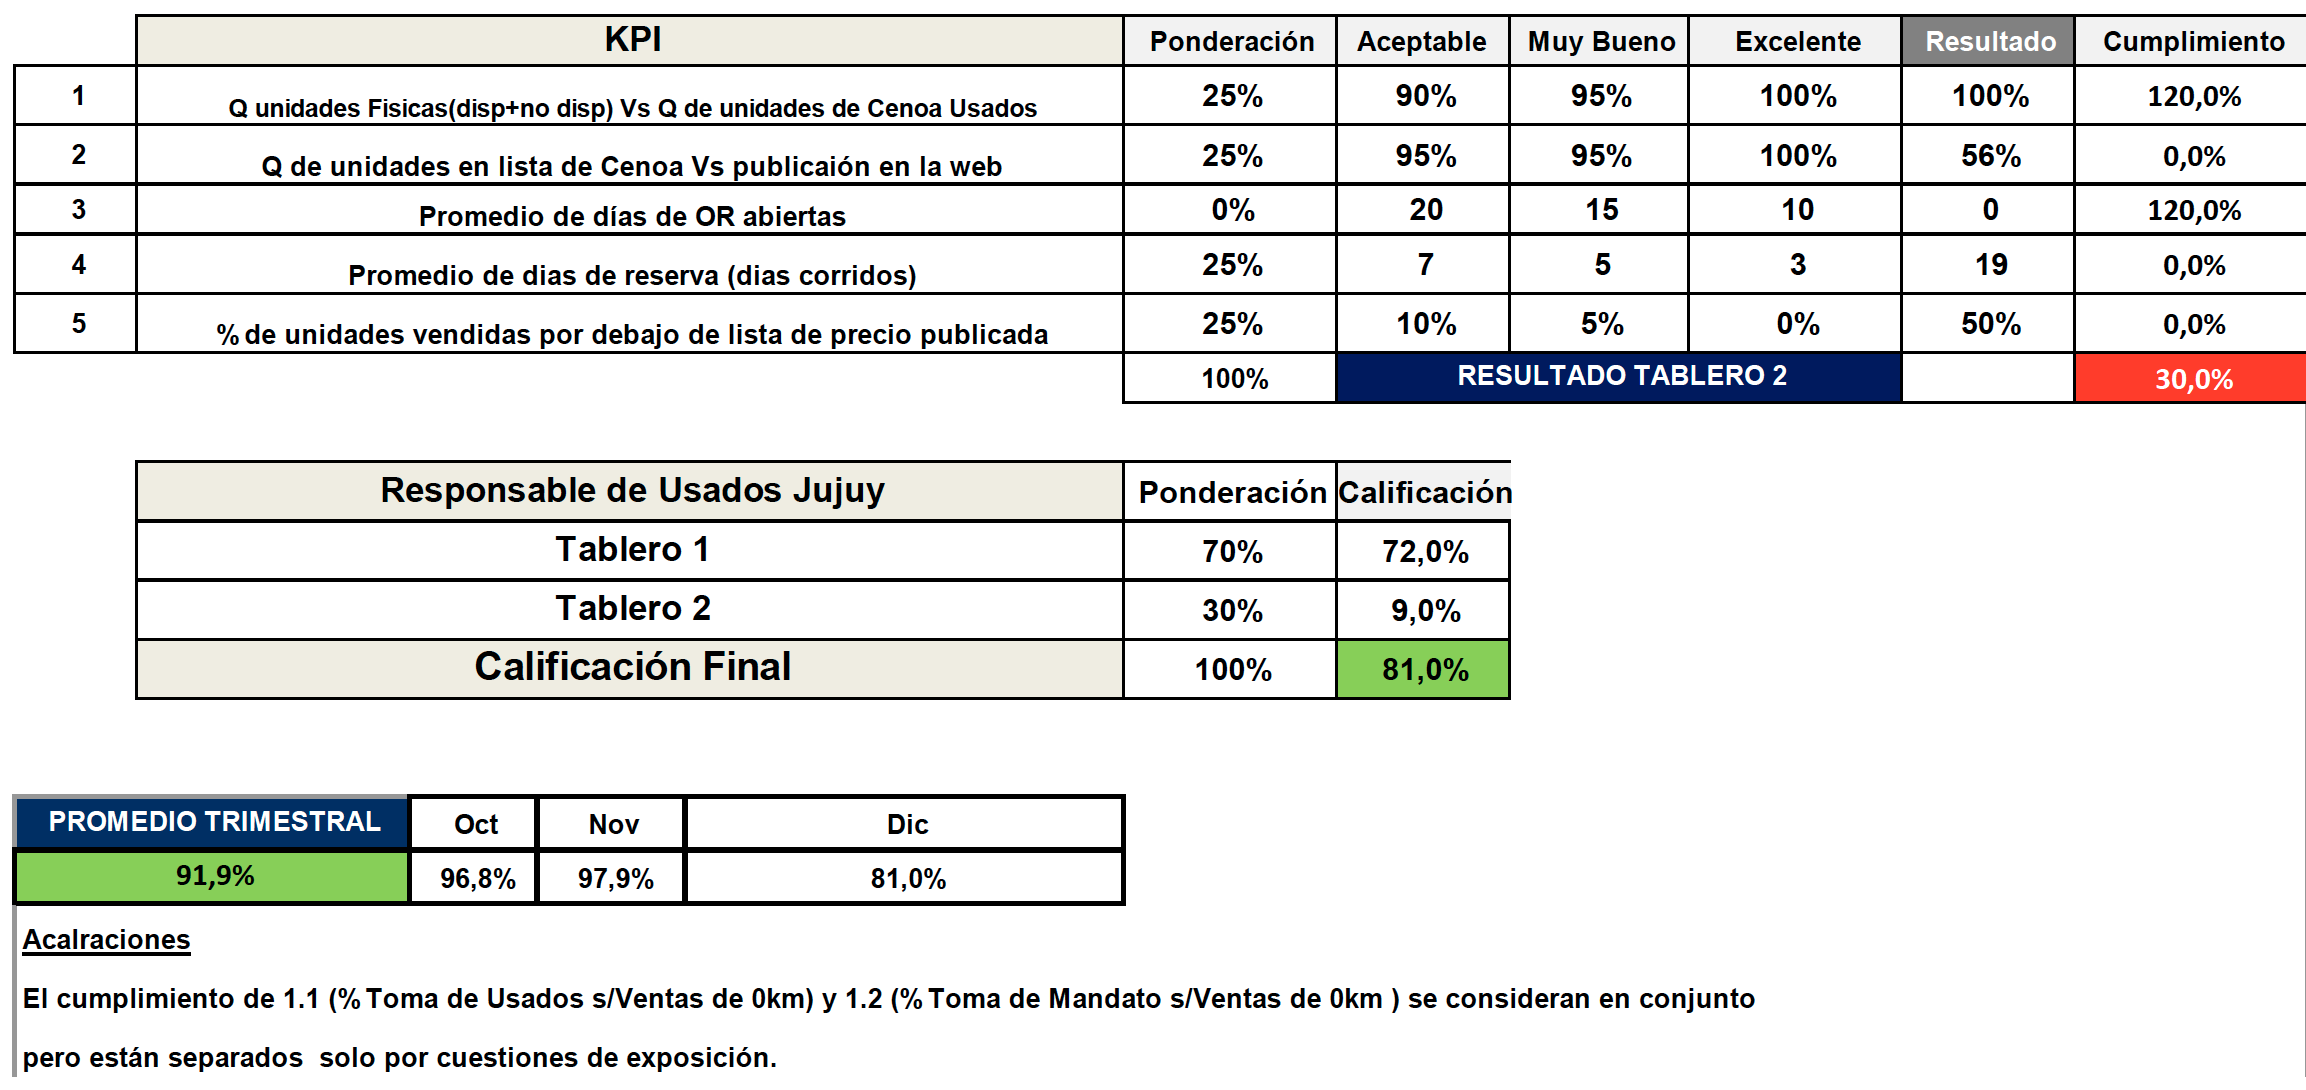 KPI Ponderación Aceptable Muy Bueno Excelente Resultado Cumplimiento
1 Q unidades Fisicas(disp+no disp) Vs Q de unidades de Cenoa Usados 25% 90% 95% 100% 100% 120,0%
2 Q de unidades en lista de Cenoa Vs publicaión en la web 25% 95% 95% 100% 56% 0,0%
3 Promedio de días de OR abiertas 0% 20 15 10 0 120,0%
4 Promedio de dias de reserva (dias corridos) 25% 7 5 3 19 0,0%
5 % de unidades vendidas por debajo de lista de precio publicada 25% 10% 5% 0% 50% 0,0%
100% RESULTADO TABLERO 2 30,0%
Responsable de Usados Jujuy Ponderación Calificación
Tablero 1 70% 72,0%
Tablero 2 30% 9,0%
Calificación Final 100% 81,0%
PROMEDIO TRIMESTRAL Oct Nov Dic
91,9% 96,8% 97,9% 81,0%
Acalraciones
El cumplimiento de 1.1 (% Toma de Usados s/Ventas de 0km) y 1.2 (% Toma de Mandato s/Ventas de 0km ) se consideran en conjunto
pero están separados  solo por cuestiones de exposición.